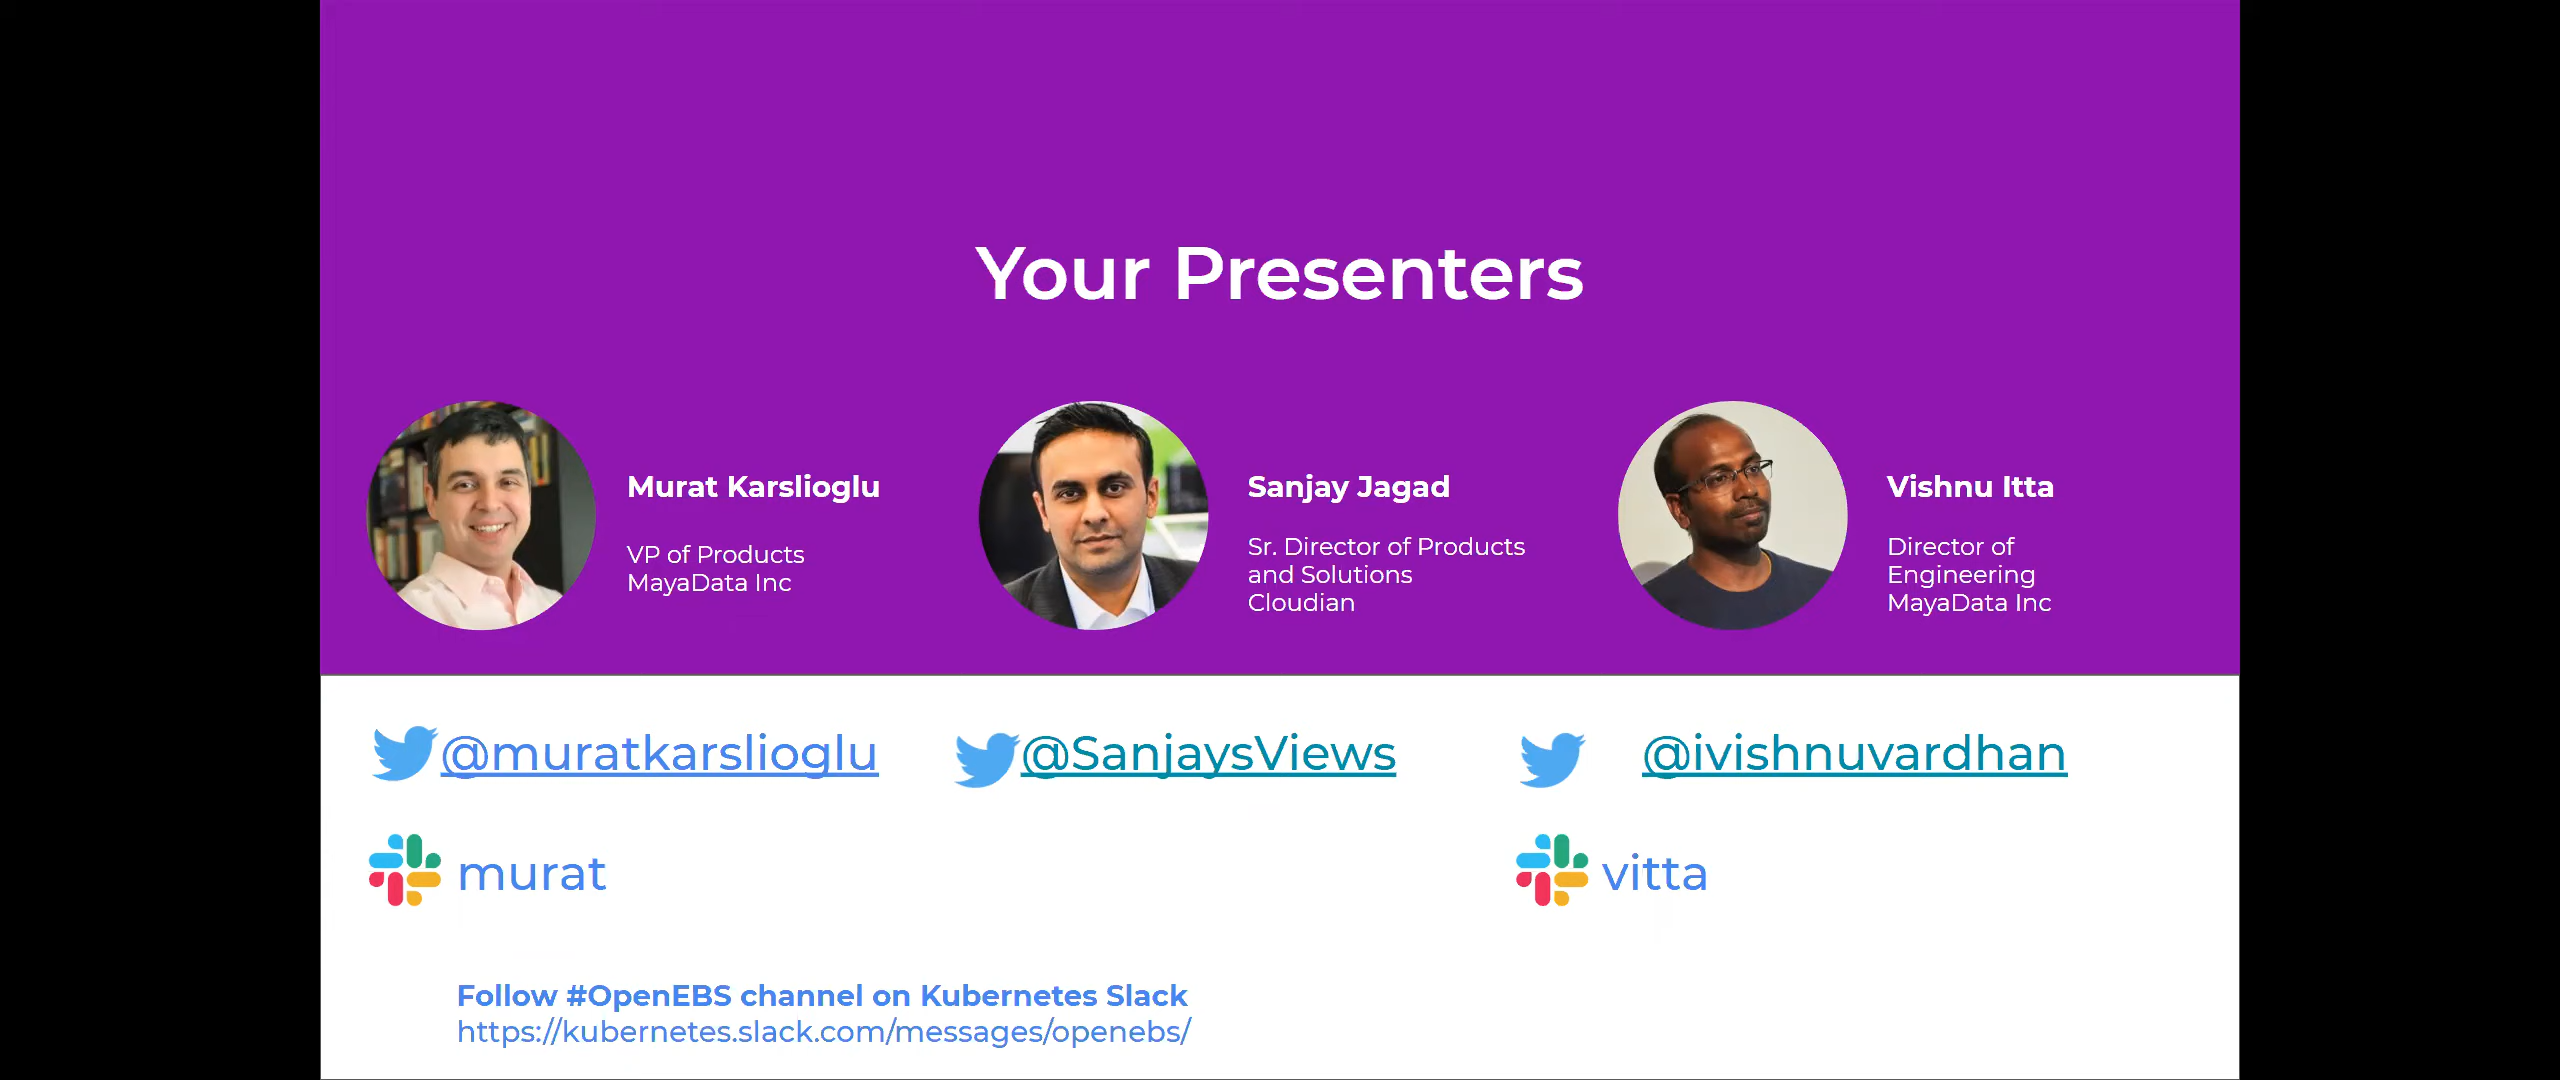 Your Presenters
Murat Karslioglu
VP of Products
MayaData Inc
Sanjay Jagad
Sr. Director of Products
and Solutions
Cloudian
Vishnu Itta
Director of
Engineering
MayaData Inc
@muratkarslioglu
@SanjaysViews
@ivishnuvardhan
murat
vitta
Follow #OpenEBS channel on Kubernetes Slack
https://kubernetes.slack.com/messages/openebs/